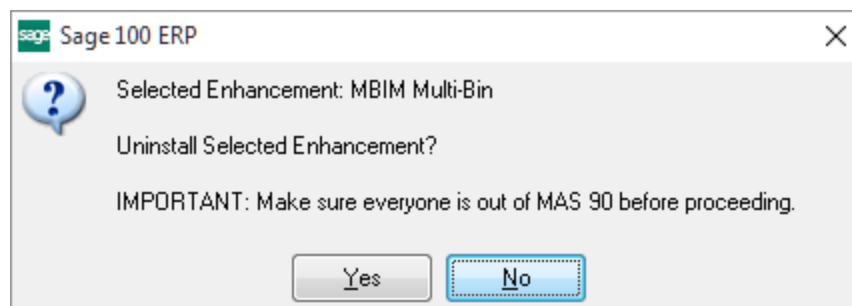 sage Sage 100 ERP
Selected Enhancement: MBIM Multi-Bin
Uninstall Selected Enhancement?
IMPORTANT: Make sure everyone is out of MAS 90 before proceeding.
Yes No